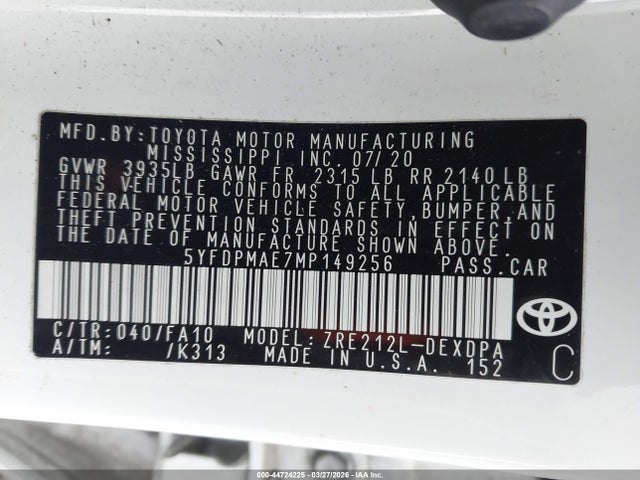 MFD.BY:TOYOTA MOTOR MANUFACTURING
MISSISSIPPI INC. 07/20
GVWR 3935LB GAWR FR 2315 LB RR 2140 LB
THIS VEHICLE CONFORMS TO ALL APPLICABLE
FEDERAL MOTOR VEHICLE SAFETY, BUMPER, AND
THEFT PREVENTION STANDARDS IN EFFECT ON
THE DATE OF MANUFACTURE SHOWN ABOVE.
5YFDPMAE7MP149256 PASS.CAR
C/TR: 040/FA10 MODEL: ZRE212L-DEXDPA
A/TM: /K313 MADE IN U.S.A. 152
TOYOTA
C
000-44724225 - 03/27/2026 - IAAI Inc.